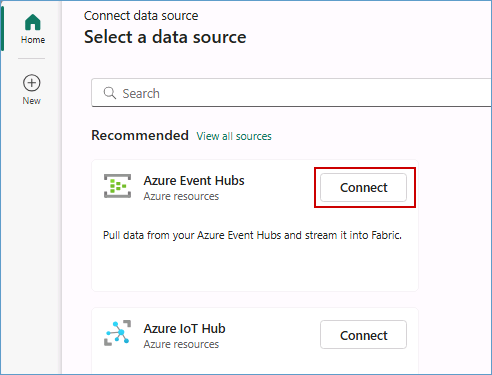 Connect data source
Home
Select a data source
New
Search
Recommended View all sources
Azure Event Hubs
Connect
Azure resources
Pull data from your Azure Event Hubs and stream it into Fabric.
Azure IoT Hub
Connect
Azure resources